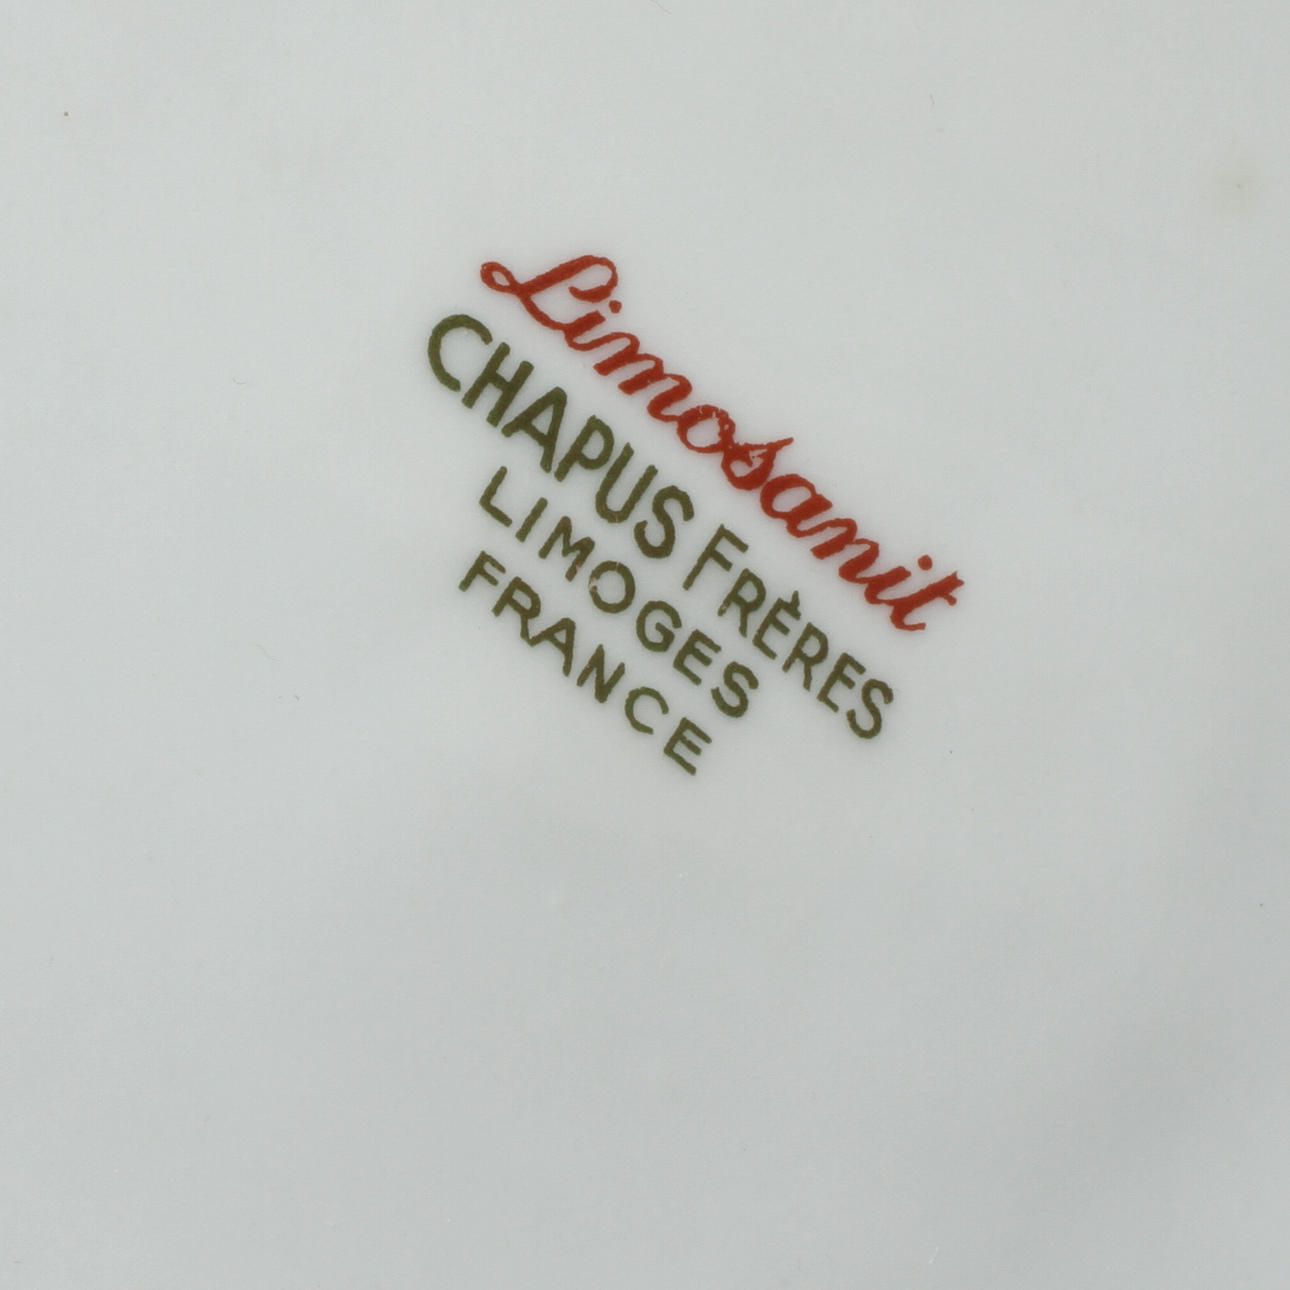 Limosanit
CHAPUS FRÈRES
LIMOGES
FRANCE